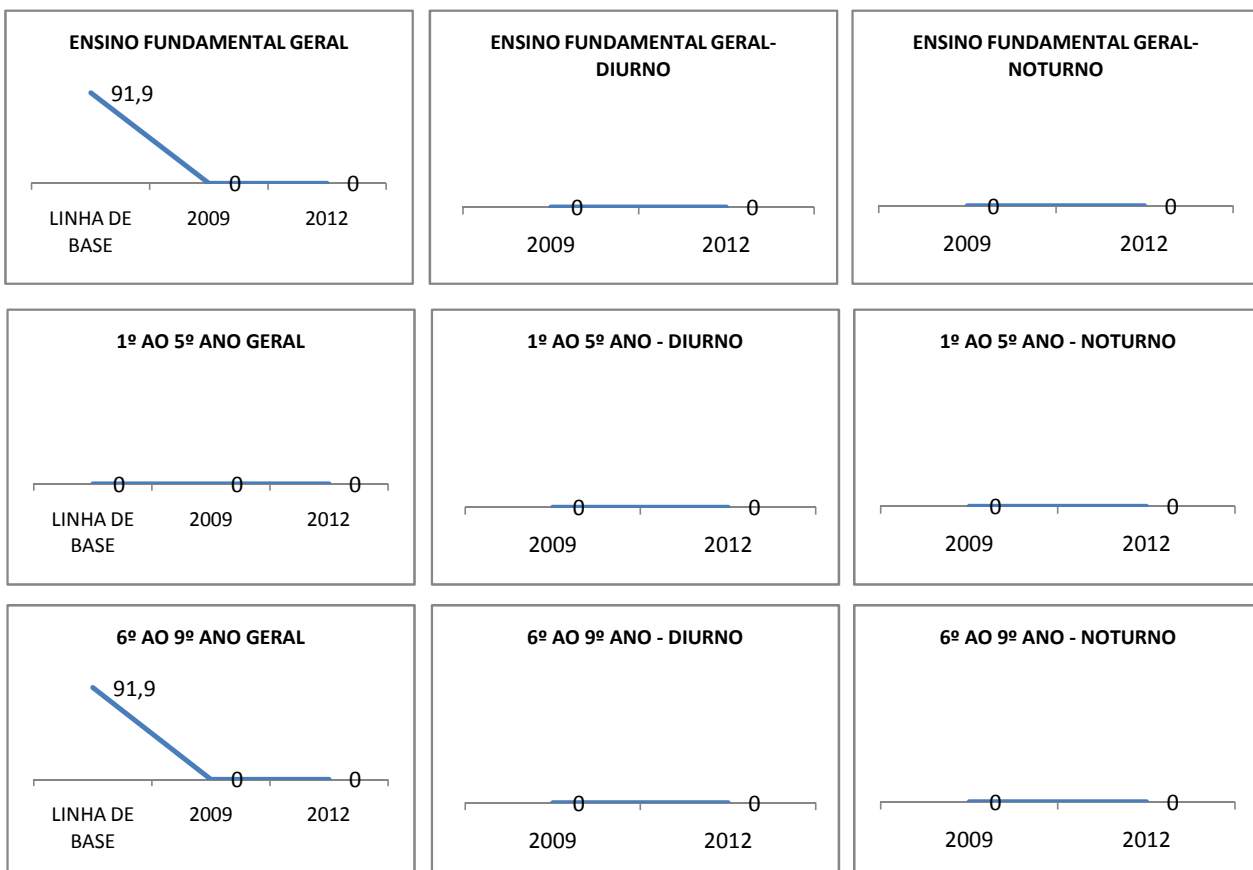 ENSINO FUNDAMENTAL GERAL
91,9
0
0
LINHA DE
BASE
2009
2012
ENSINO FUNDAMENTAL GERAL-
DIURNO
0
0
2009
2012
ENSINO FUNDAMENTAL GERAL-
NOTURNO
0
0
2009
2012
1º AO 5º ANO GERAL
0
0
0
LINHA DE
BASE
2009
2012
1º AO 5º ANO - DIURNO
0
0
2009
2012
1º AO 5º ANO - NOTURNO
0
0
2009
2012
6º AO 9º ANO GERAL
91,9
0
0
LINHA DE
BASE
2009
2012
6º AO 9º ANO - DIURNO
0
0
2009
2012
6º AO 9º ANO - NOTURNO
0
0
2009
2012